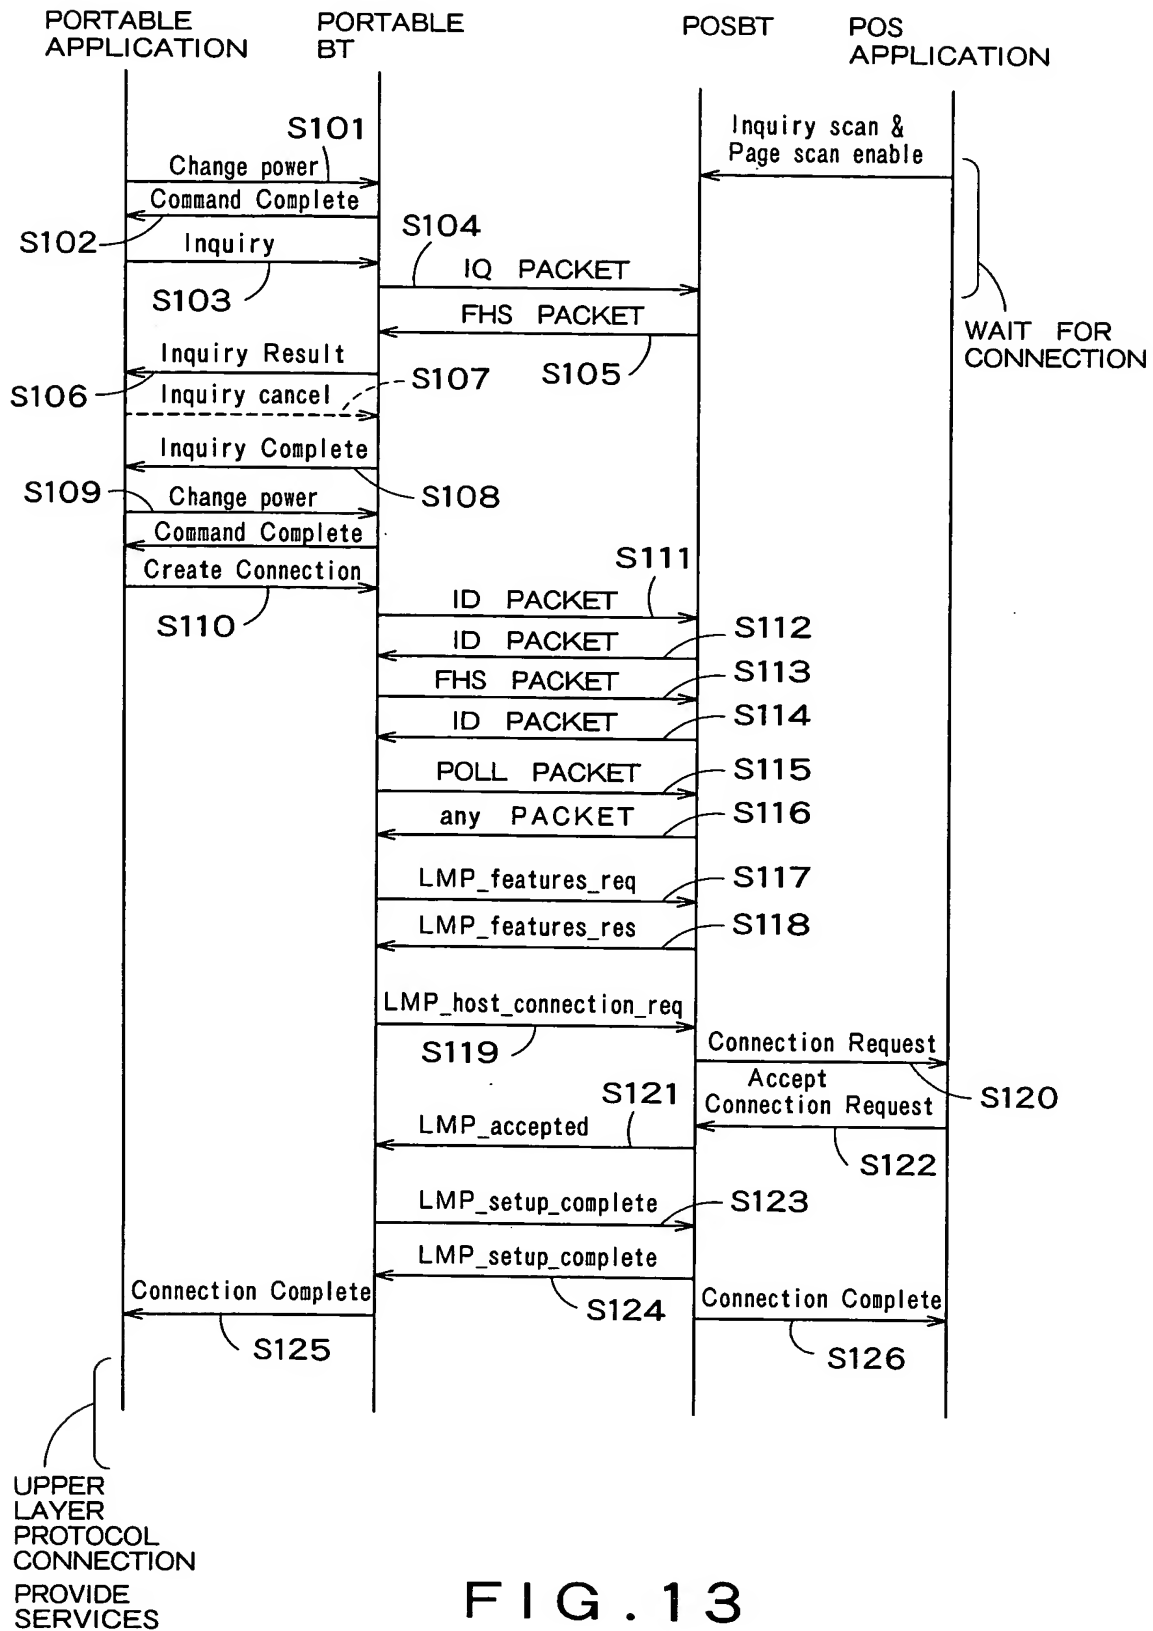 PORTABLE
APPLICATION
PORTABLE
BT
POSBT
POS
APPLICATION
S101
Inquiry scan &
Page scan enable
Change power
Command Complete
S102
S104
Inquiry
IQ PACKET
S103
FHS PACKET
WAIT FOR
CONNECTION
Inquiry Result
S105
S107
S106
Inquiry cancel
Inquiry Complete
S109
S108
Change power
Command Complete
S111
Create Connection
ID PACKET
S110
S112
ID PACKET
S113
FHS PACKET
S114
ID PACKET
S115
POLL PACKET
S116
any PACKET
S117
LMP_features_req
S118
LMP_features_res
LMP_host_connection_req
S119
Connection Request
Accept
Connection Request
S120
S121
LMP_accepted
S122
S123
LMP_setup_complete
LMP_setup_complete
Connection Complete
S124
Connection Complete
S125
S126
UPPER
LAYER
PROTOCOL
CONNECTION
PROVIDE
SERVICES
FIG.13